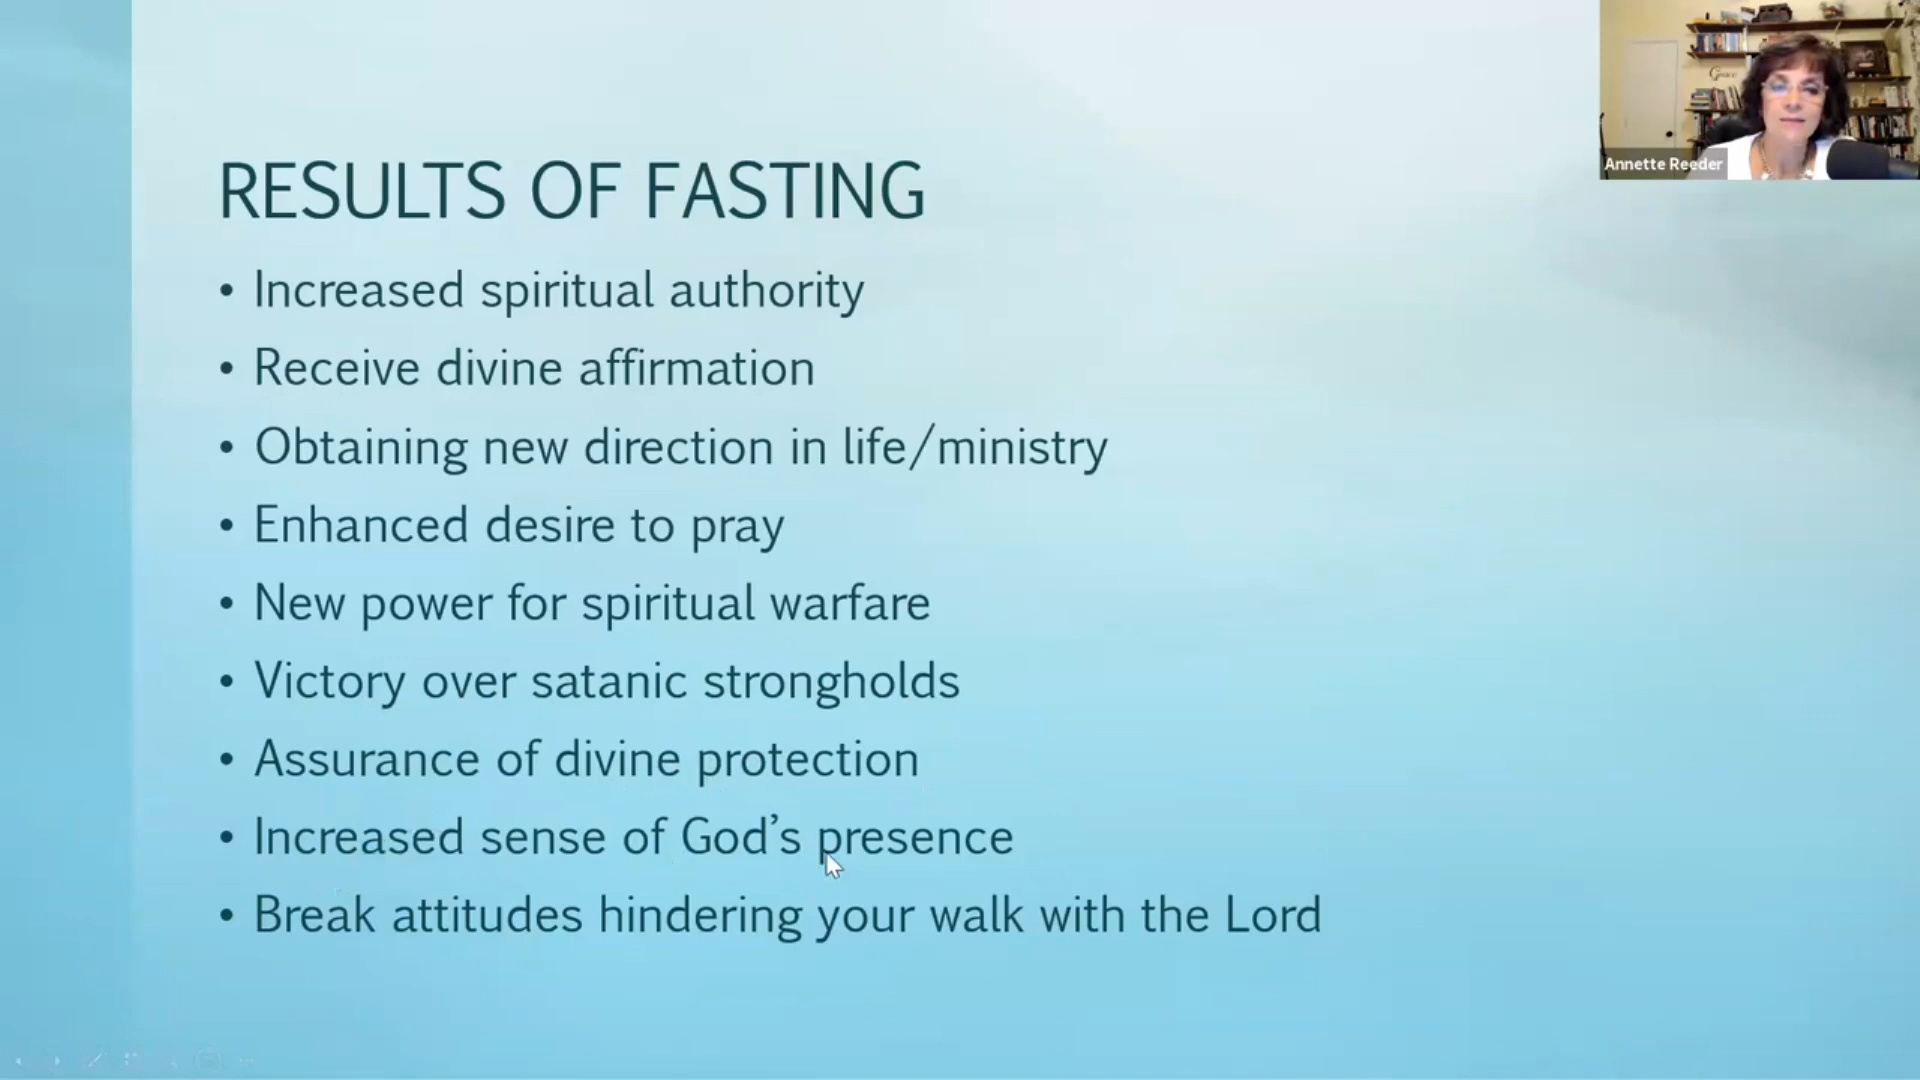 RESULTS OF FASTING
• Increased spiritual authority
• Receive divine affirmation
• Obtaining new direction in life/ministry
• Enhanced desire to pray
• New power for spiritual warfare
• Victory over satanic strongholds
• Assurance of divine protection
• Increased sense of God’s presence
• Break attitudes hindering your walk with the Lord
Grace
Annette Reeder